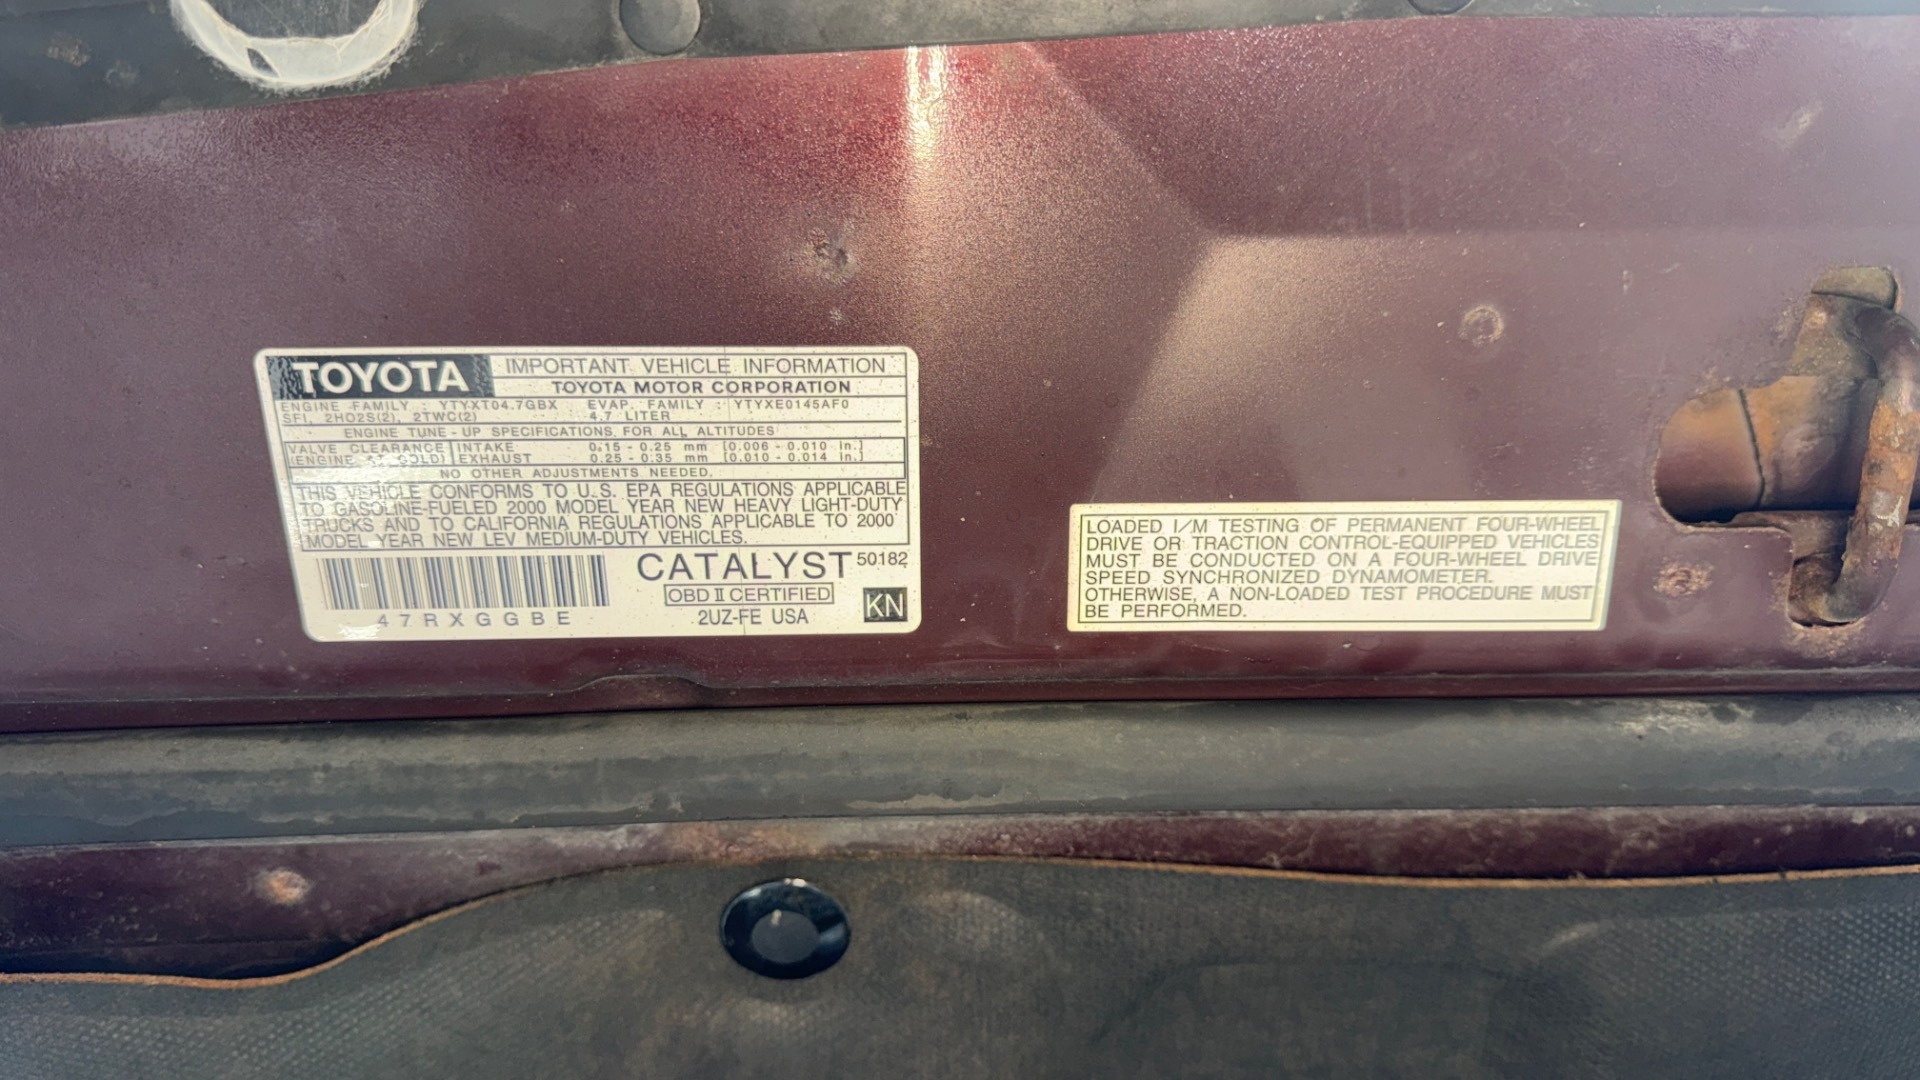 TOYOTA IMPORTANT VEHICLE INFORMATION
TOYOTA MOTOR CORPORATION
ENGINE FAMILY : YTYXT04.7GBX EVAP. FAMILY : YTYXE0145AF0
SFI, 2HO2S(2), 2TWC(2) 4.7 LITER
ENGINE TUNE-UP SPECIFICATIONS FOR ALL ALTITUDES
VALVE CLEARANCE INTAKE 0.15 - 0.25 mm [0.006 - 0.010 in.]
(ENGINE AT COLD) EXHAUST 0.25 - 0.35 mm [0.010 - 0.014 in.]
NO OTHER ADJUSTMENTS NEEDED.
THIS VEHICLE CONFORMS TO U.S. EPA REGULATIONS APPLICABLE
TO GASOLINE-FUELED 2000 MODEL YEAR NEW HEAVY LIGHT-DUTY
TRUCKS AND TO CALIFORNIA REGULATIONS APPLICABLE TO 2000
MODEL YEAR NEW LEV MEDIUM-DUTY VEHICLES.
CATALYST 50182
OBD II CERTIFIED
47RXGGBE 2UZ-FE USA KN
LOADED I/M TESTING OF PERMANENT FOUR-WHEEL
DRIVE OR TRACTION CONTROL-EQUIPPED VEHICLES
MUST BE CONDUCTED ON A FOUR-WHEEL DRIVE
SPEED SYNCHRONIZED DYNAMOMETER.
OTHERWISE, A NON-LOADED TEST PROCEDURE MUST
BE PERFORMED.